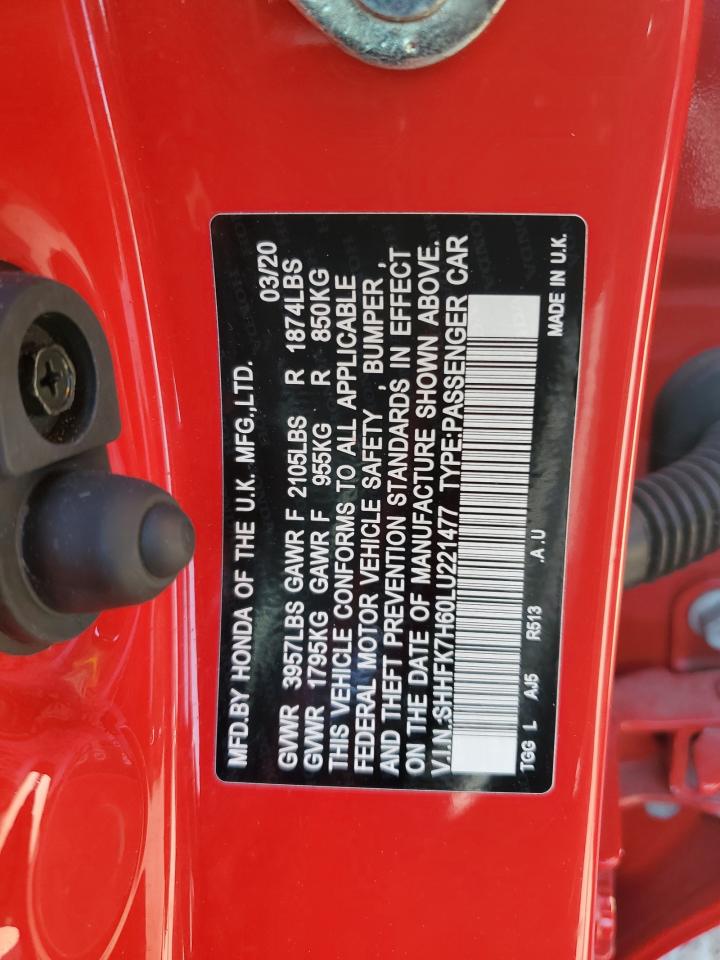 MFD.BY HONDA OF THE U.K. MFG.,LTD.
03/20
GVWR 3957LBS GAWR F 2105LBS R 1874LBS
GVWR 1795KG GAWR F 955KG R 850KG
THIS VEHICLE CONFORMS TO ALL APPLICABLE
FEDERAL MOTOR VEHICLE SAFETY , BUMPER ,
AND THEFT PREVENTION STANDARDS IN EFFECT
ON THE DATE OF MANUFACTURE SHOWN ABOVE.
V.I.N.:SHHFK7H60LU221477 TYPE:PASSENGER CAR
TGG L AJ5 R513 .A.U
MADE IN U.K.